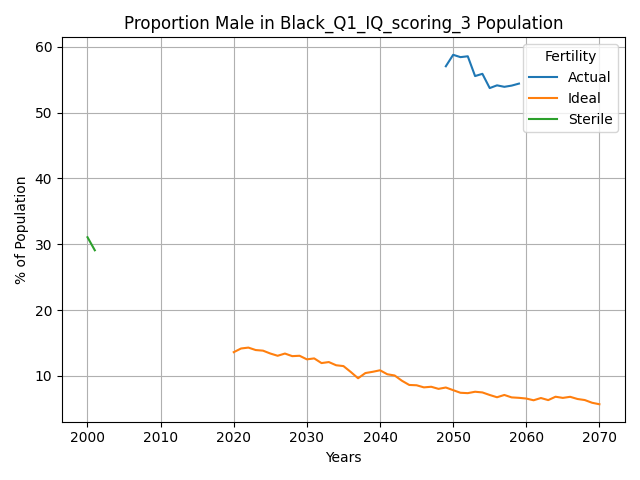 Proportion Male in Black_Q1_IQ_scoring_3 Population
60
50
40
30
20
10
% of Population
Fertility
Actual
Ideal
Sterile
2000 2010 2020 2030 2040 2050 2060 2070
Years